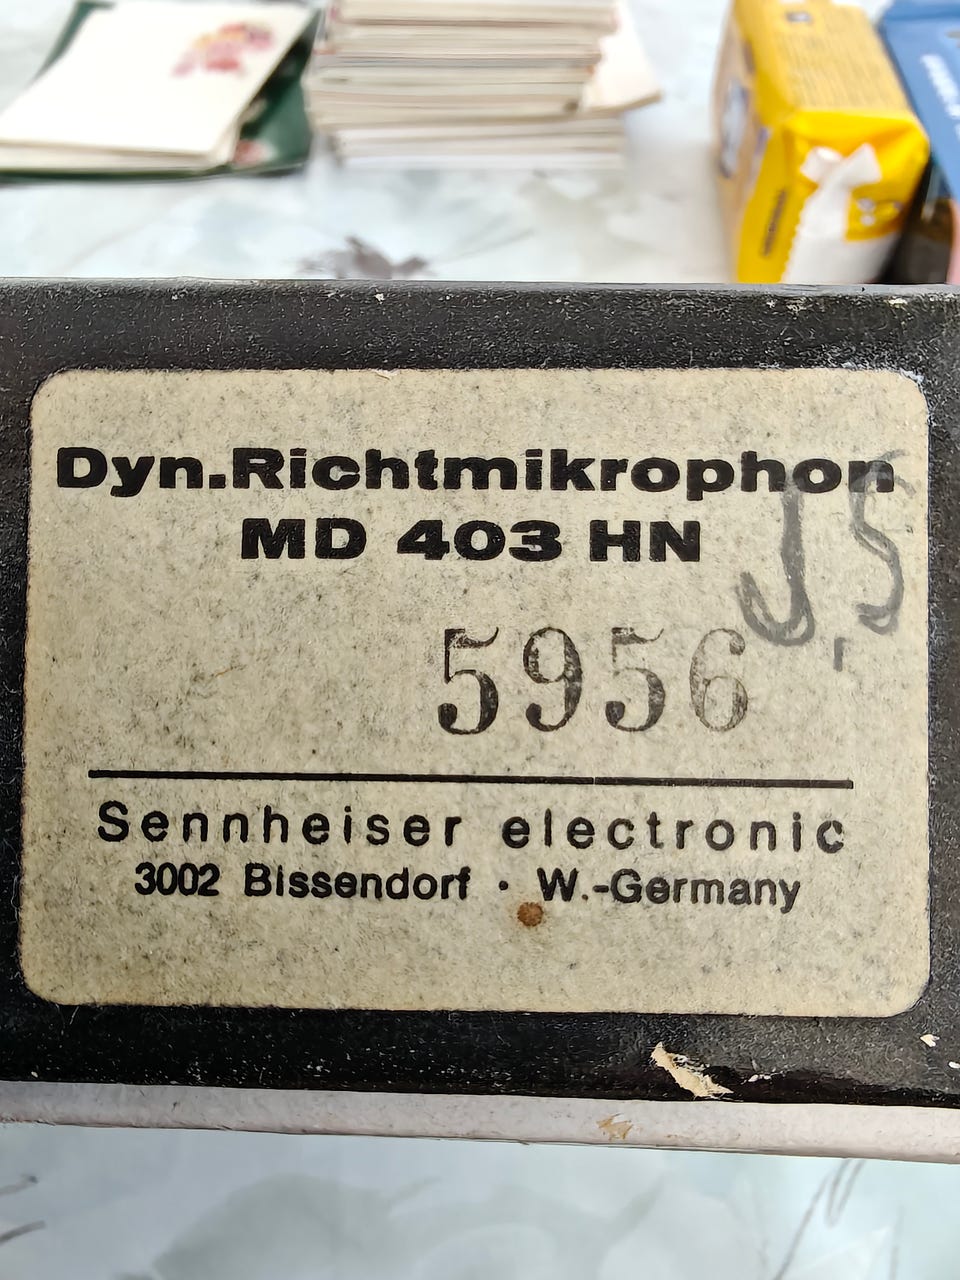 Dyn.Richtmikrophon
MD 403 HN
J.S
5956
Sennheiser electronic
3002 Bissendorf · W.-Germany